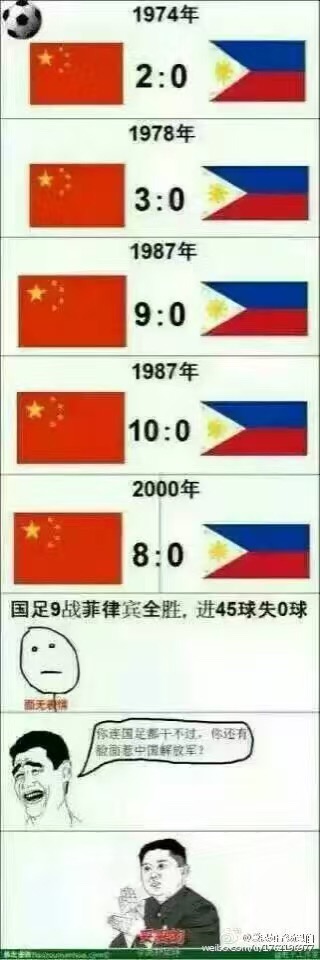 1974年
2:0
1978年
3:0
1987年
9:0
1987年
10:0
2000年
8:0
国足9战菲律宾全胜, 进45球失0球
面无表情
你连国足都干不过, 你还有
脸面惹中国解放军?